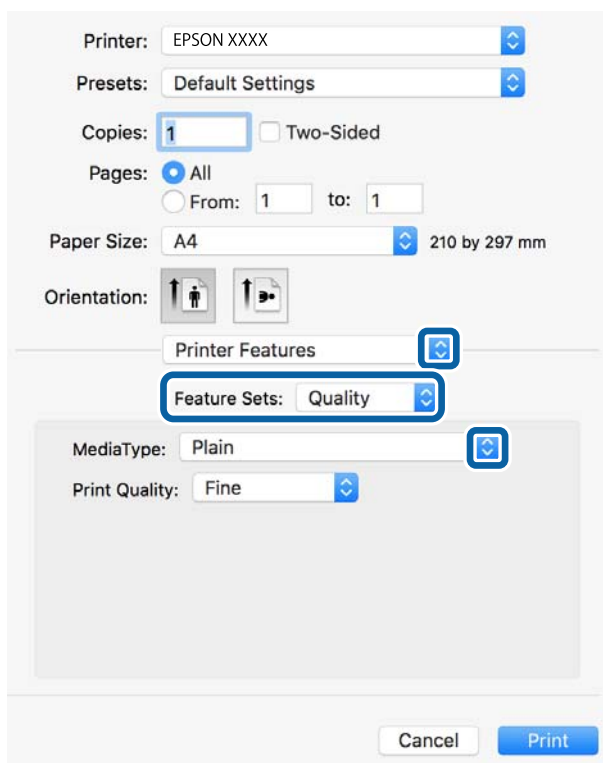 Printer: EPSON XXXX
Presets: Default Settings
Copies: 1 Two-Sided
Pages: All
From: 1 to: 1
Paper Size: A4 210 by 297 mm
Orientation:
Printer Features
Feature Sets: Quality
MediaType: Plain
Print Quality: Fine
Cancel Print